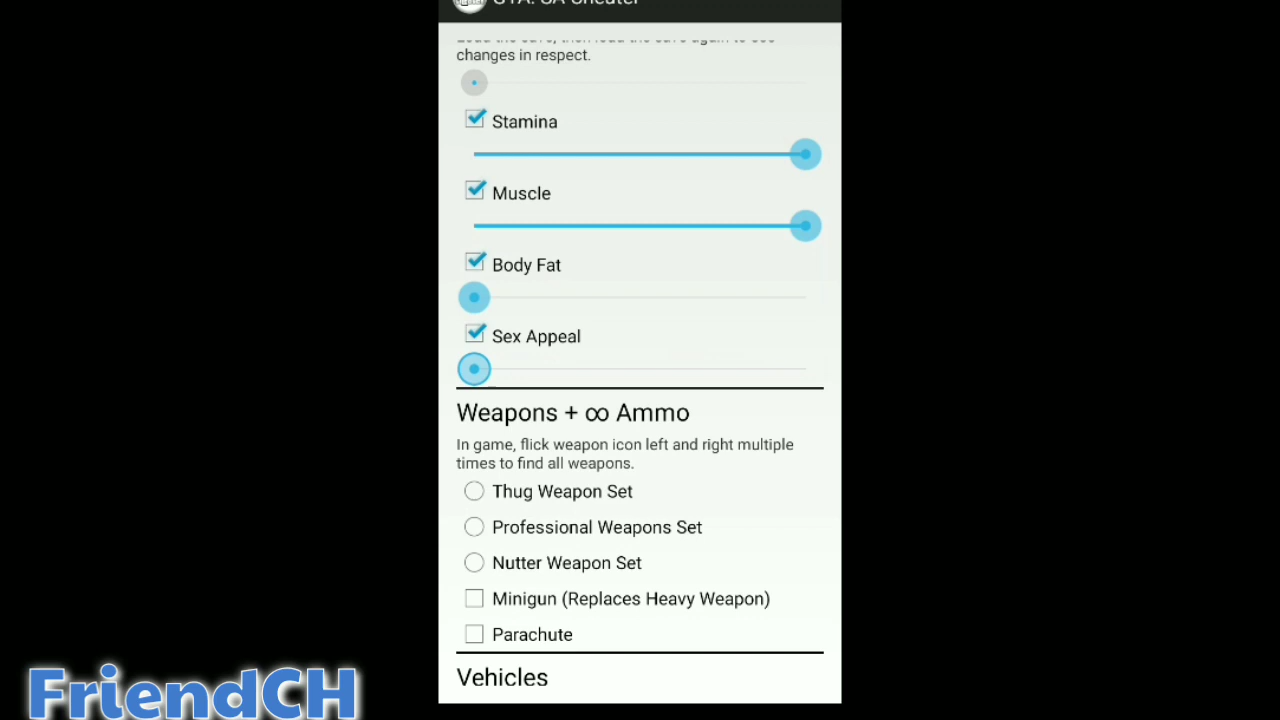 changes in respect.
Stamina
Muscle
Body Fat
Sex Appeal
Weapons + ∞ Ammo
In game, flick weapon icon left and right multiple
times to find all weapons.
Thug Weapon Set
Professional Weapons Set
Nutter Weapon Set
Minigun (Replaces Heavy Weapon)
Parachute
Vehicles
FriendCH